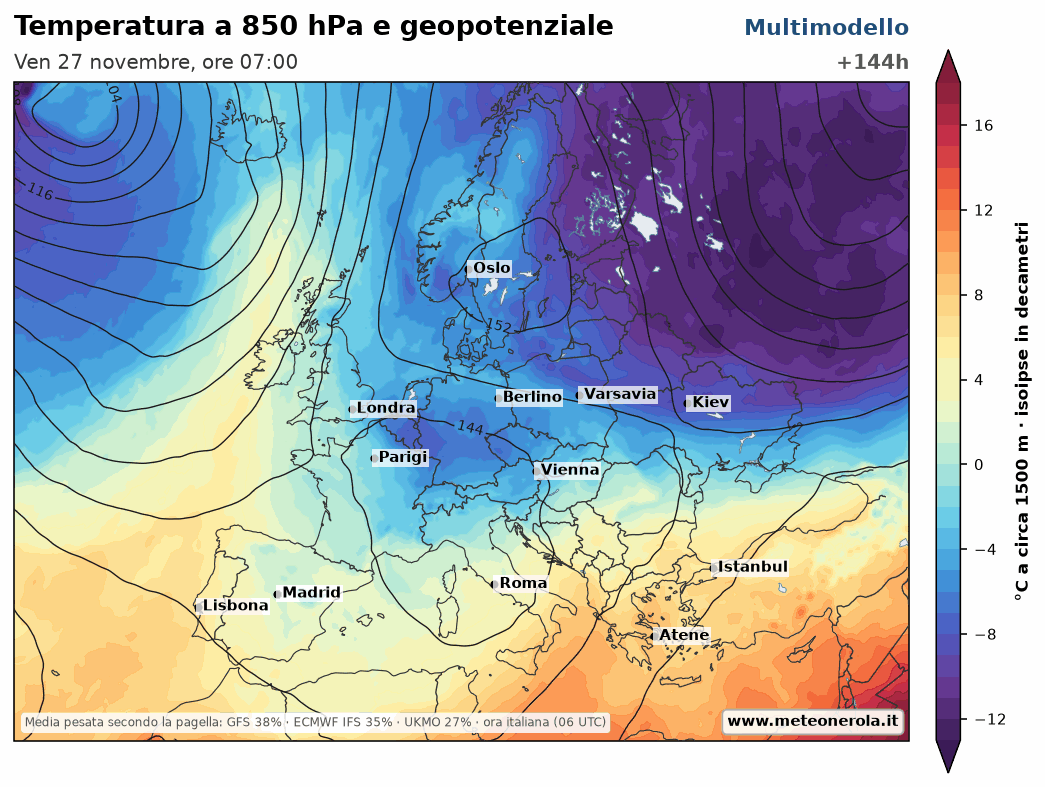 Temperatura a 850 hPa e geopotenziale
Multimodello
Ven 27 novembre, ore 07:00
+144h
104
116
152
144
Oslo
Berlino
Varsavia
Kiev
Londra
Parigi
Vienna
Istanbul
Roma
Madrid
Lisbona
Atene
Media pesata secondo la pagella: GFS 38% · ECMWF IFS 35% · UKMO 27% · ora italiana (06 UTC)
www.meteonerola.it
16
12
8
4
0
−4
−8
−12
°C a circa 1500 m · isoipse in decametri